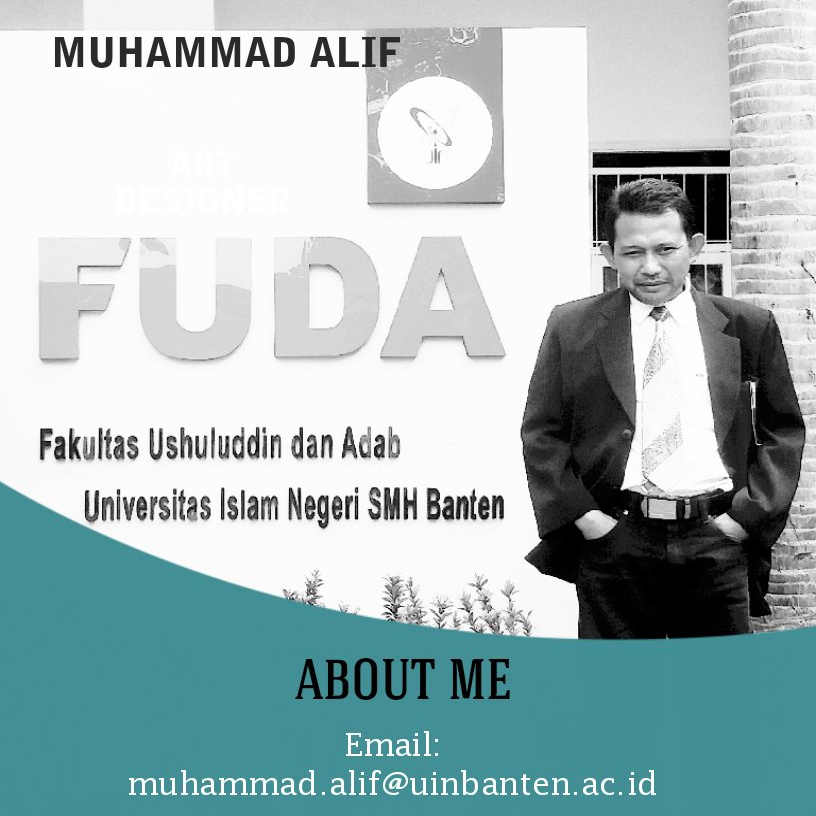 MUHAMMAD ALIF
ART
DESIGNER
FUDA
Fakultas Ushuluddin dan Adab
Universitas Islam Negeri SMH Banten
ABOUT ME
Email:
muhammad.alif@uinbanten.ac.id